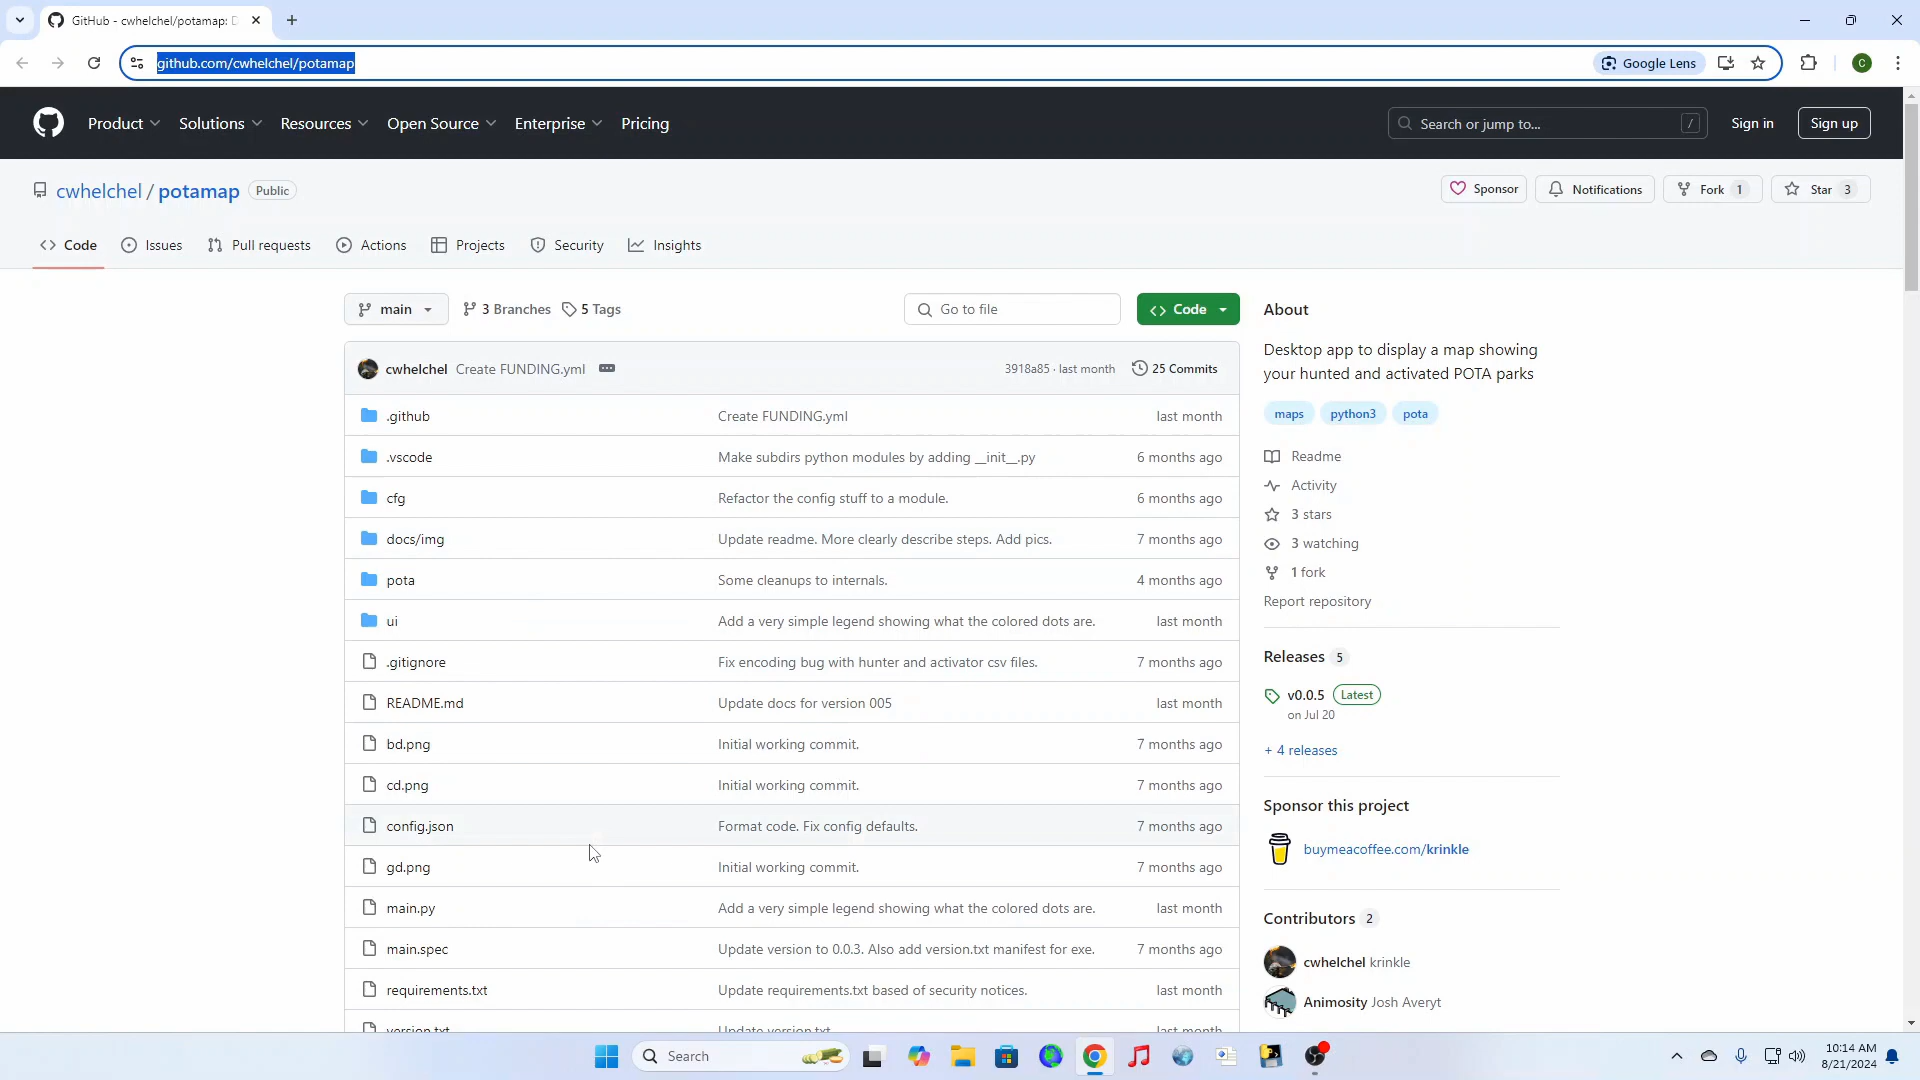 GitHub - cwhelchel/potamap: D
github.com/cwhelchel/potamap
Google Lens
C
Product
Solutions
Resources
Open Source
Enterprise
Pricing
Search or jump to...
/
Sign in
Sign up
cwhelchel / potamap
Public
Sponsor
Notifications
Fork 1
Star 3
Code
Issues
Pull requests
Actions
Projects
Security
Insights
main
3 Branches
5 Tags
Go to file
Code
cwhelchel Create FUNDING.yml
3918a85 · last month
25 Commits
.github Create FUNDING.yml last month
.vscode Make subdirs python modules by adding __init__.py 6 months ago
cfg Refactor the config stuff to a module. 6 months ago
docs/img Update readme. More clearly describe steps. Add pics. 7 months ago
pota Some cleanups to internals. 4 months ago
ui Add a very simple legend showing what the colored dots are. last month
.gitignore Fix encoding bug with hunter and activator csv files. 7 months ago
README.md Update docs for version 005 last month
bd.png Initial working commit. 7 months ago
cd.png Initial working commit. 7 months ago
config.json Format code. Fix config defaults. 7 months ago
gd.png Initial working commit. 7 months ago
main.py Add a very simple legend showing what the colored dots are. last month
main.spec Update version to 0.0.3. Also add version.txt manifest for exe. 7 months ago
requirements.txt Update requirements.txt based of security notices. last month
version.txt Update version.txt last month
About
Desktop app to display a map showing
your hunted and activated POTA parks
maps python3 pota
Readme
Activity
3 stars
3 watching
1 fork
Report repository
Releases 5
v0.0.5 Latest
on Jul 20
+ 4 releases
Sponsor this project
buymeacoffee.com/krinkle
Contributors 2
cwhelchel krinkle
Animosity Josh Averyt
Search
10:14 AM
8/21/2024